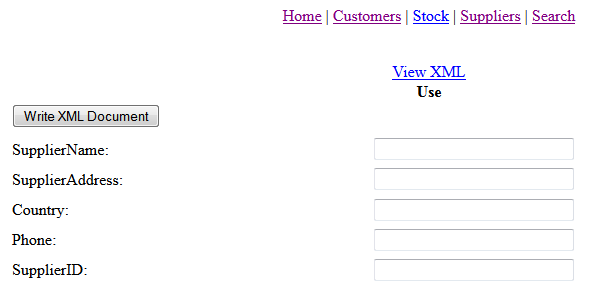 Home | Customers | Stock | Suppliers | Search
View XML
Use
Write XML Document
SupplierName:
SupplierAddress:
Country:
Phone:
SupplierID: